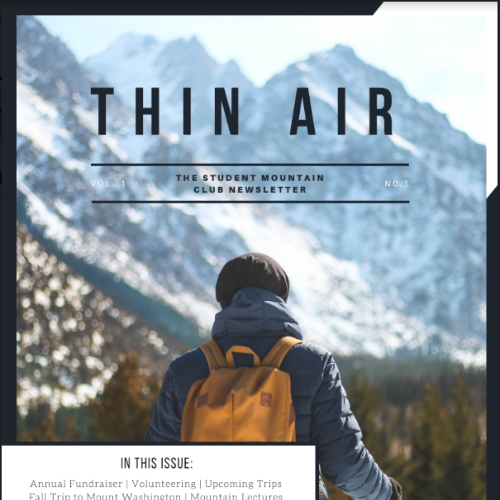 THIN AIR
THE STUDENT MOUNTAIN
VOL. 1
CLUB NEWSLETTER
NO.1
IN THIS ISSUE:
Annual Fundraiser | Volunteering | Upcoming Trips
Fall Trip to Mount Washington | Mountain Lectures